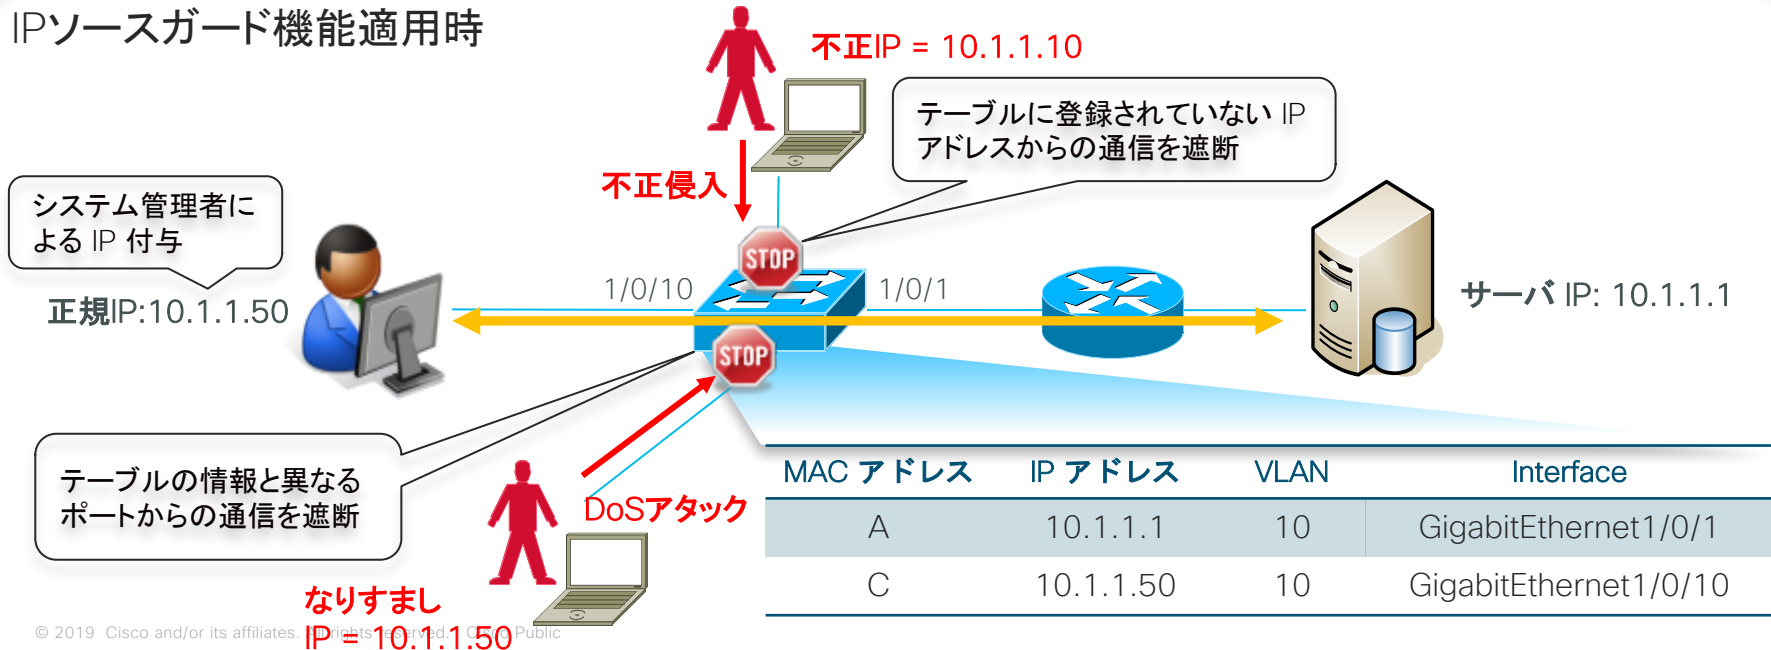 IPソースガード機能適用時
不正IP = 10.1.1.10
テーブルに登録されていない IP
アドレスからの通信を遮断
不正侵入
システム管理者に
よる IP 付与
STOP
正規IP:10.1.1.50
1/0/10
1/0/1
サーバ IP: 10.1.1.1
STOP
テーブルの情報と異なる
ポートからの通信を遮断
DoSアタック
なりすまし
IP = 10.1.1.50
MAC アドレス IP アドレス VLAN Interface
A 10.1.1.1 10 GigabitEthernet1/0/1
C 10.1.1.50 10 GigabitEthernet1/0/10
© 2019 Cisco and/or its affiliates. All rights reserved. Cisco Public